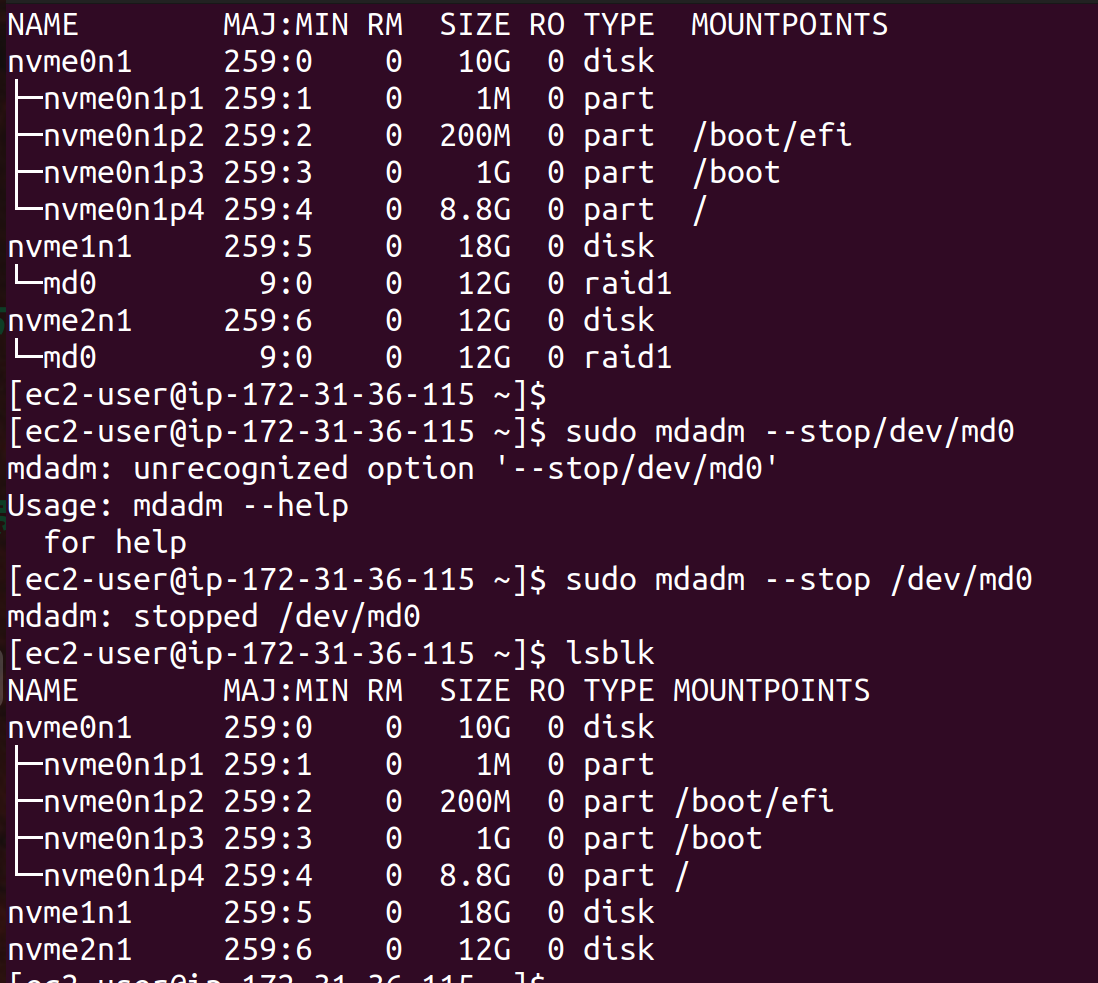 NAME        MAJ:MIN RM  SIZE RO TYPE  MOUNTPOINTS
nvme0n1     259:0    0   10G  0 disk
├─nvme0n1p1 259:1    0    1M  0 part
├─nvme0n1p2 259:2    0  200M  0 part  /boot/efi
├─nvme0n1p3 259:3    0    1G  0 part  /boot
└─nvme0n1p4 259:4    0  8.8G  0 part  /
nvme1n1     259:5    0   18G  0 disk
└─md0         9:0    0   12G  0 raid1
nvme2n1     259:6    0   12G  0 disk
└─md0         9:0    0   12G  0 raid1
[ec2-user@ip-172-31-36-115 ~]$
[ec2-user@ip-172-31-36-115 ~]$ sudo mdadm --stop/dev/md0
mdadm: unrecognized option '--stop/dev/md0'
Usage: mdadm --help
  for help
[ec2-user@ip-172-31-36-115 ~]$ sudo mdadm --stop /dev/md0
mdadm: stopped /dev/md0
[ec2-user@ip-172-31-36-115 ~]$ lsblk
NAME        MAJ:MIN RM  SIZE RO TYPE MOUNTPOINTS
nvme0n1     259:0    0   10G  0 disk
├─nvme0n1p1 259:1    0    1M  0 part
├─nvme0n1p2 259:2    0  200M  0 part /boot/efi
├─nvme0n1p3 259:3    0    1G  0 part /boot
└─nvme0n1p4 259:4    0  8.8G  0 part /
nvme1n1     259:5    0   18G  0 disk
nvme2n1     259:6    0   12G  0 disk
[ec2-user@ip-172-31-36-115 ~]$